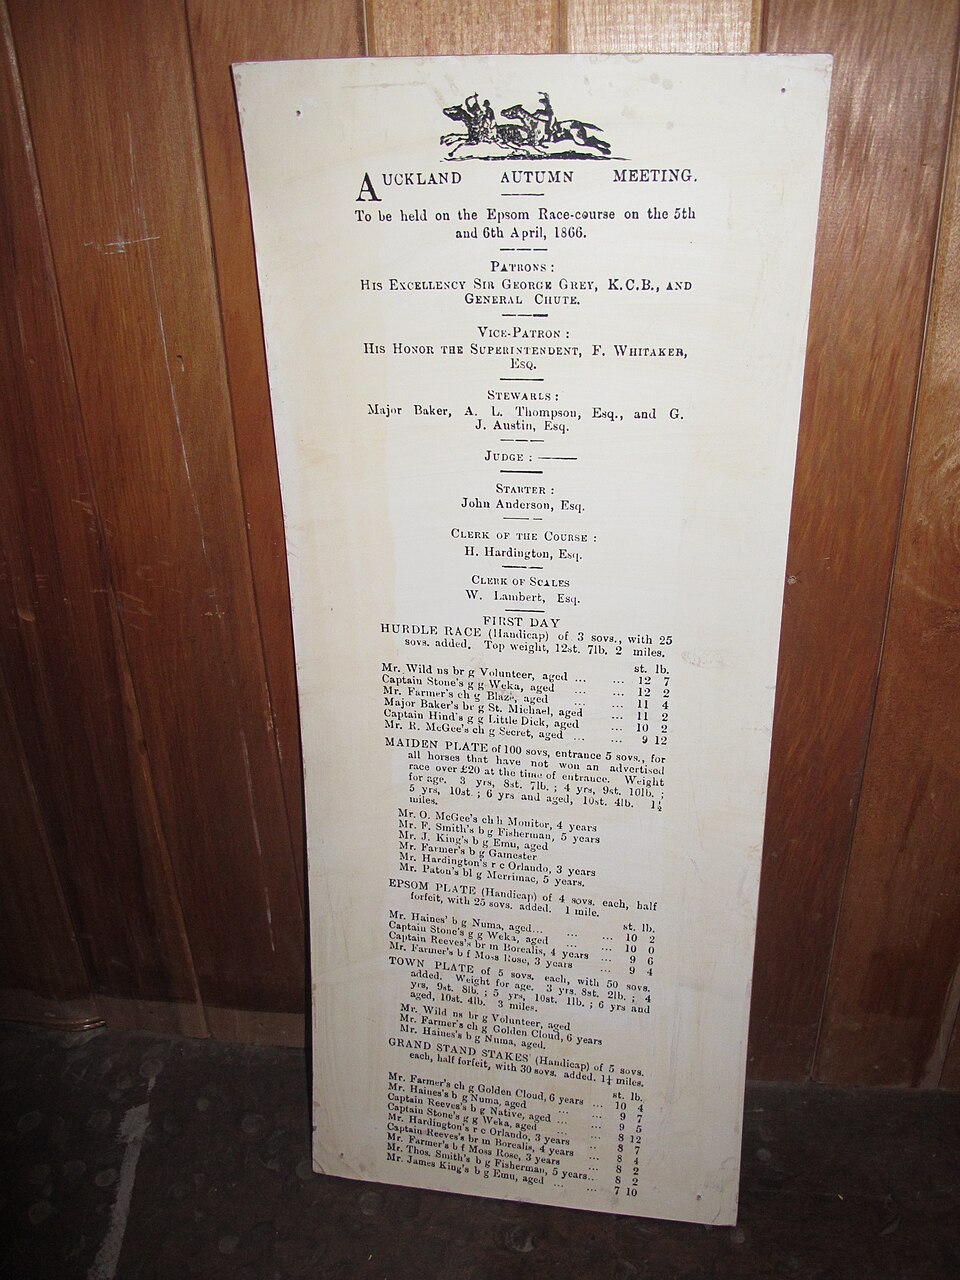 AUCKLAND AUTUMN MEETING.
To be held on the Epsom Race-course on the 5th
and 6th April, 1866.
PATRONS :
HIS EXCELLENCY SIR GEORGE GREY, K.C.B., AND
GENERAL CHUTE.
VICE-PATRON :
HIS HONOR THE SUPERINTENDENT, F. WHITAKER,
ESQ.
STEWARLS :
Major Baker, A. L. Thompson, Esq., and G.
J. Austin, Esq.
JUDGE : ——
STARTER :
John Anderson, Esq.
CLERK OF THE COURSE :
H. Hardington, Esq.
CLERK OF SCALES
W. Lambert, Esq.
FIRST DAY
HURDLE RACE (Handicap) of 3 sovs., with 25
sovs. added. Top weight, 12st. 7lb. 2 miles.
st. lb.
Mr. Wild ns br g Volunteer, aged ... ... 12 7
Captain Stone's g g Weka, aged ... 12 2
Mr. Farmer's ch g Blaze, aged ... ... 11 4
Major Baker's br g St. Michael, aged ... 11 2
Captain Hind's g g Little Dick, aged ... 10 2
Mr. R. McGee's ch g Secret, aged ... ... 9 12
MAIDEN PLATE of 100 sovs, entrance 5 sovs., for
all horses that have not won an advertised
race over £20 at the time of entrance. Weight
for age. 3 yrs, 8st. 7lb. ; 4 yrs, 9st. 10lb. ;
5 yrs, 10st. ; 6 yrs and aged, 10st. 4lb. 1½
miles.
Mr. O. McGee's ch h Monitor, 4 years
Mr. F. Smith's b g Fisherman, 5 years
Mr. J. King's b g Emu, aged
Mr. Farmer's b g Gamester
Mr. Hardington's r c Orlando, 3 years
Mr. Paton's bl g Merrimac, 5 years.
EPSOM PLATE (Handicap) of 4 sovs. each, half
forfeit, with 25 sovs. added. 1 mile.
st. lb.
Mr. Haines' b g Numa, aged... ... ... 10 2
Captain Stone's g g Weka, aged ... ... 10 0
Captain Reeves's br m Borealis, 4 years ... 9 6
Mr. Farmer's b f Moss Rose, 3 years ... 9 4
TOWN PLATE of 5 sovs. each, with 50 sovs.
added. Weight for age. 3 yrs. 8st. 2lb. ; 4
yrs, 9st. 8lb. ; 5 yrs, 10st. 1lb. ; 6 yrs and
aged, 10st. 4lb. 3 miles.
Mr. Wild ns br g Volunteer, aged
Mr. Farmer's ch g Golden Cloud, 6 years
Mr. Haines's b g Numa, aged.
GRAND STAND STAKES (Handicap) of 5 sovs.
each, half forfeit, with 30 sovs. added. 1¼ miles.
st. lb.
Mr. Farmer's ch g Golden Cloud, 6 years ... 10 4
Mr. Haines's b g Numa, aged ... ... 9 7
Captain Reeves's b g Native, aged ... ... 9 5
Captain Stone's g g Weka, aged ... ... 8 12
Mr. Hardington's r c Orlando, 3 years ... 8 7
Captain Reeves's br m Borealis, 4 years ... 8 4
Mr. Farmer's b f Moss Rose, 3 years ... 8 2
Mr. Thos. Smith's b g Fisherman, 5 years.. 8 2
Mr. James King's b g Emu, aged ... ... 7 10